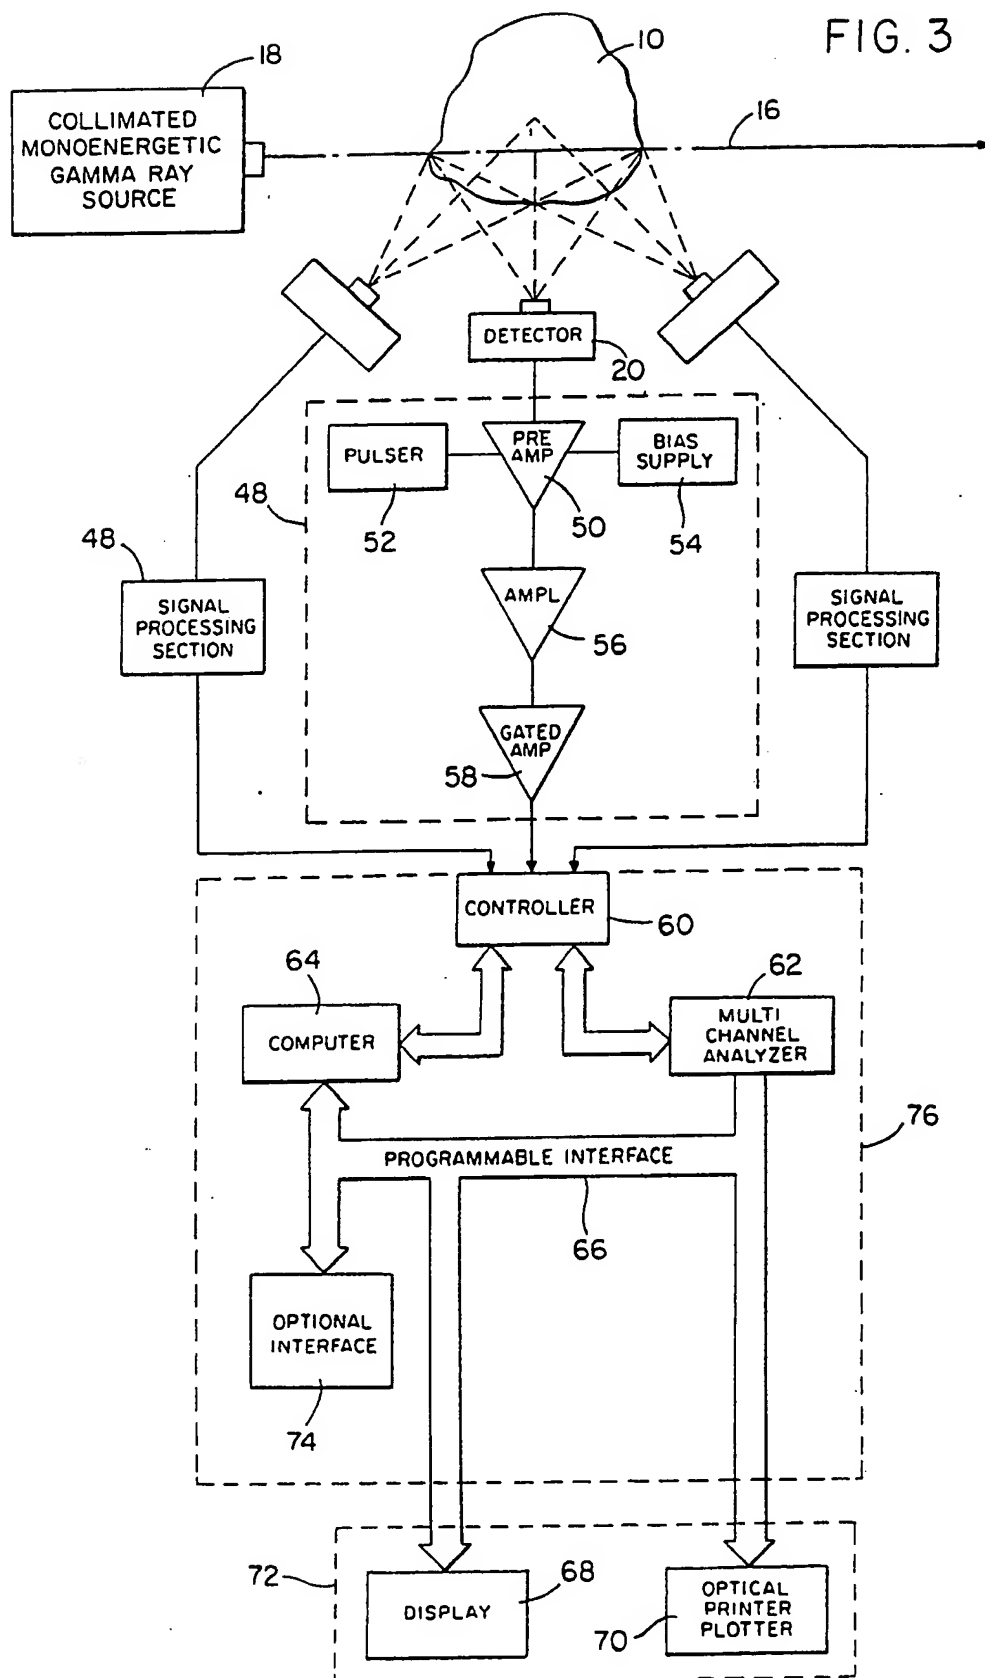 FIG. 3
10
18
COLLIMATED
MONOENERGETIC
GAMMA RAY
SOURCE
16
DETECTOR
20
PULSER
52
PRE
AMP
50
BIAS
SUPPLY
54
48
48
SIGNAL
PROCESSING
SECTION
AMPL
56
SIGNAL
PROCESSING
SECTION
GATED
AMP
58
CONTROLLER
60
64
COMPUTER
62
MULTI
CHANNEL
ANALYZER
76
PROGRAMMABLE INTERFACE
66
OPTIONAL
INTERFACE
74
72
DISPLAY
68
OPTICAL
PRINTER
PLOTTER
70